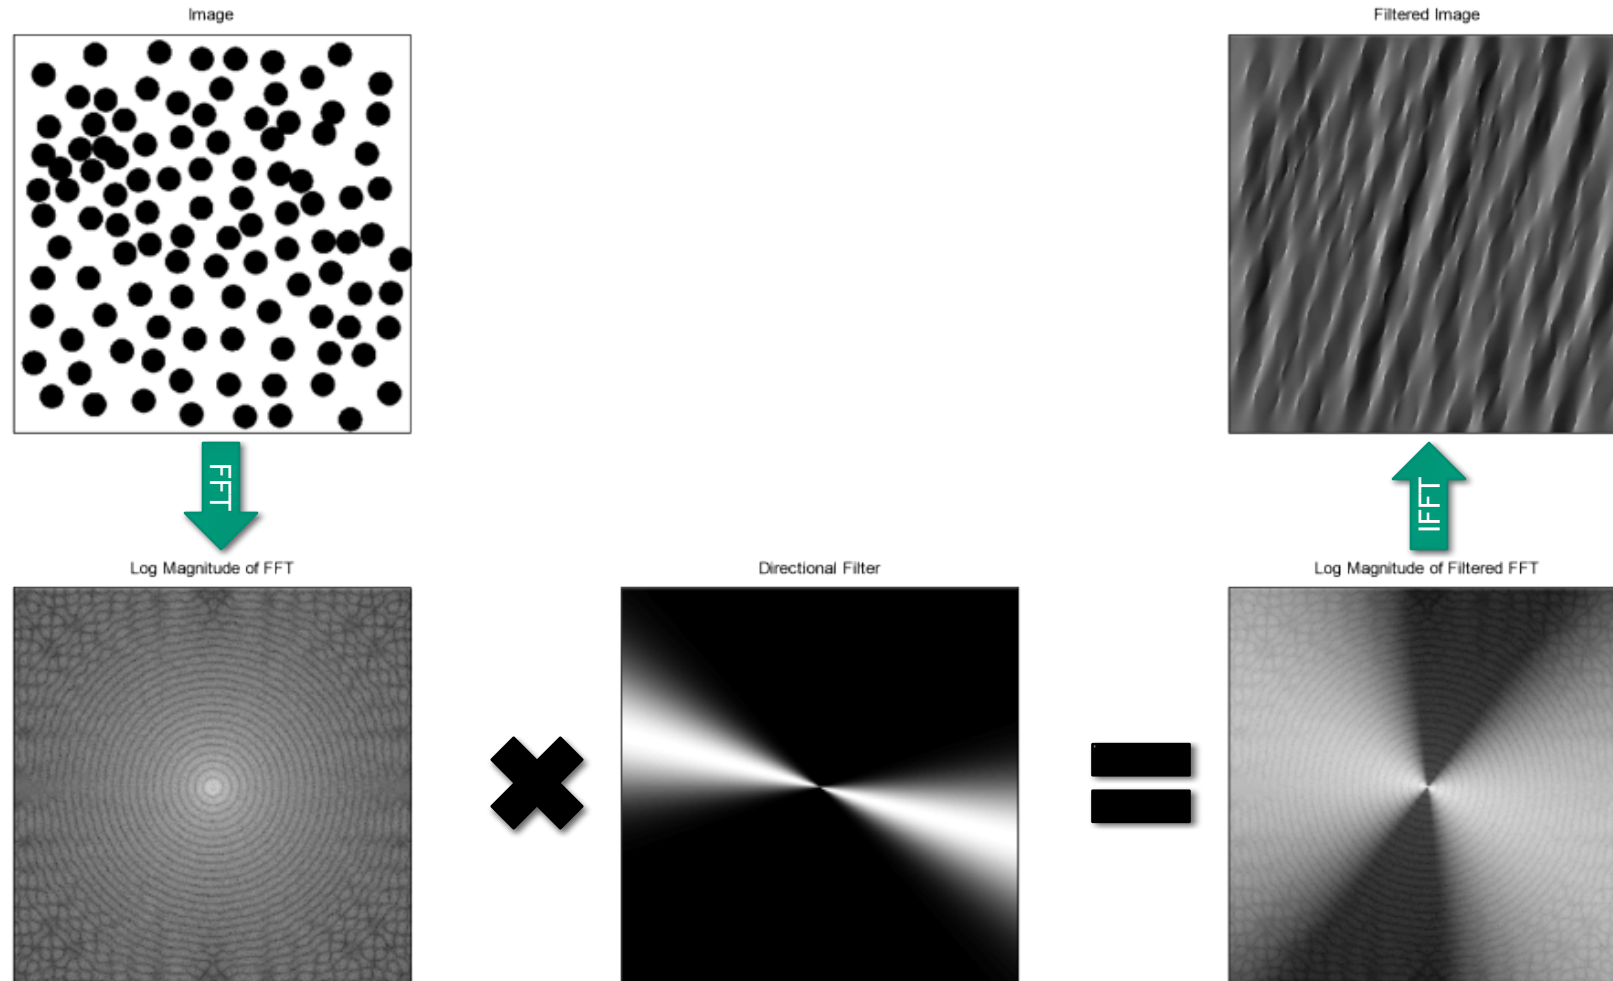 Image
Filtered Image
FFT
IFFT
Log Magnitude of FFT
Directional Filter
Log Magnitude of Filtered FFT